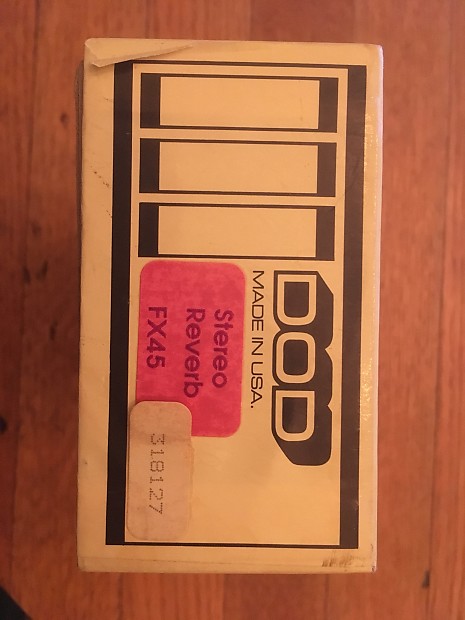 DOD
MADE IN USA.
Stereo
Reverb
FX45
318127